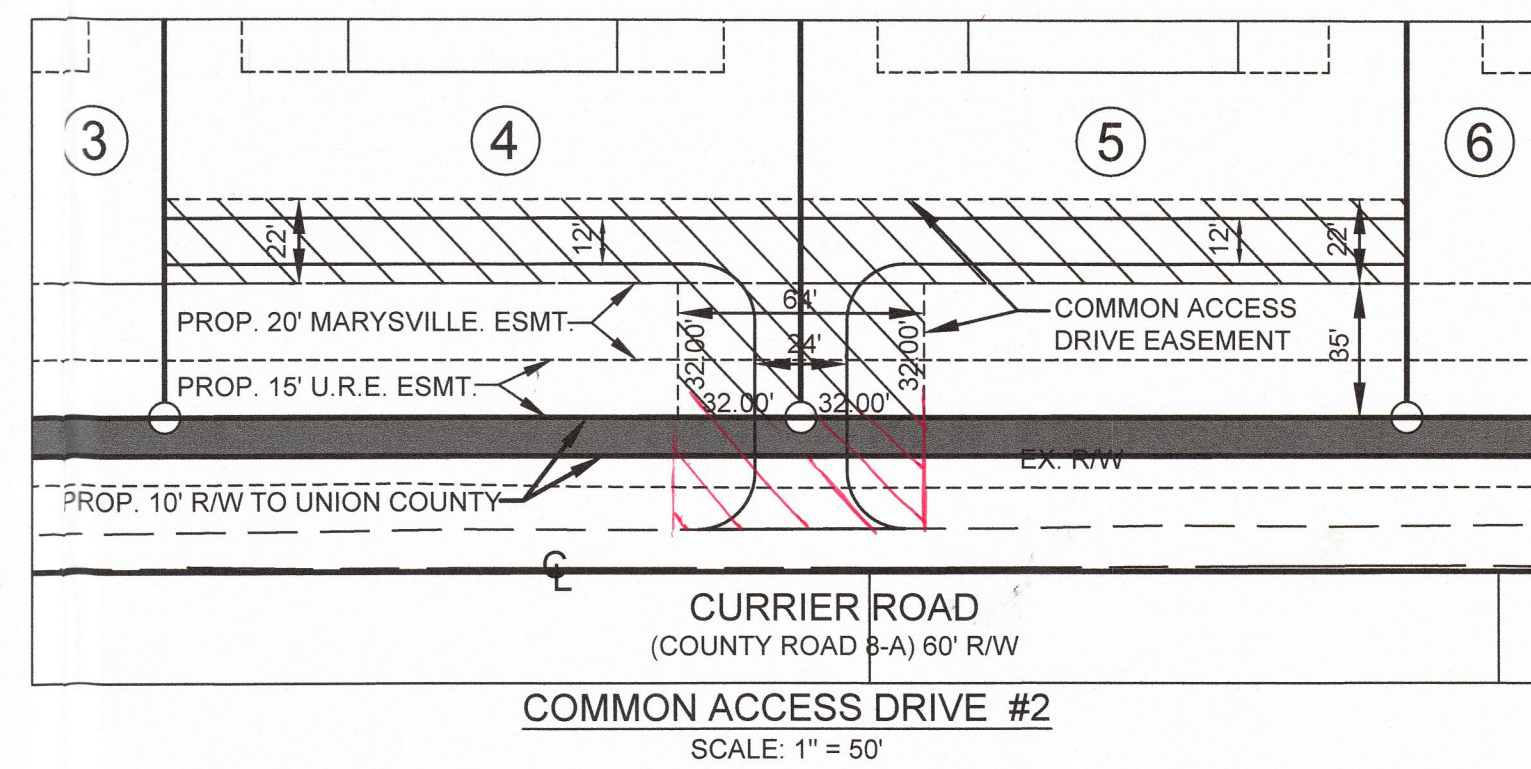 3
4
5
6
22'
12'
12'
22'
64'
PROP. 20' MARYSVILLE. ESMT.
COMMON ACCESS
DRIVE EASEMENT
32.00'
24'
32.00'
35'
PROP. 15' U.R.E. ESMT.
32.00'
32.00'
EX. R/W
PROP. 10' R/W TO UNION COUNTY
CL
CURRIER ROAD
(COUNTY ROAD 8-A) 60' R/W
COMMON ACCESS DRIVE #2
SCALE: 1" = 50'